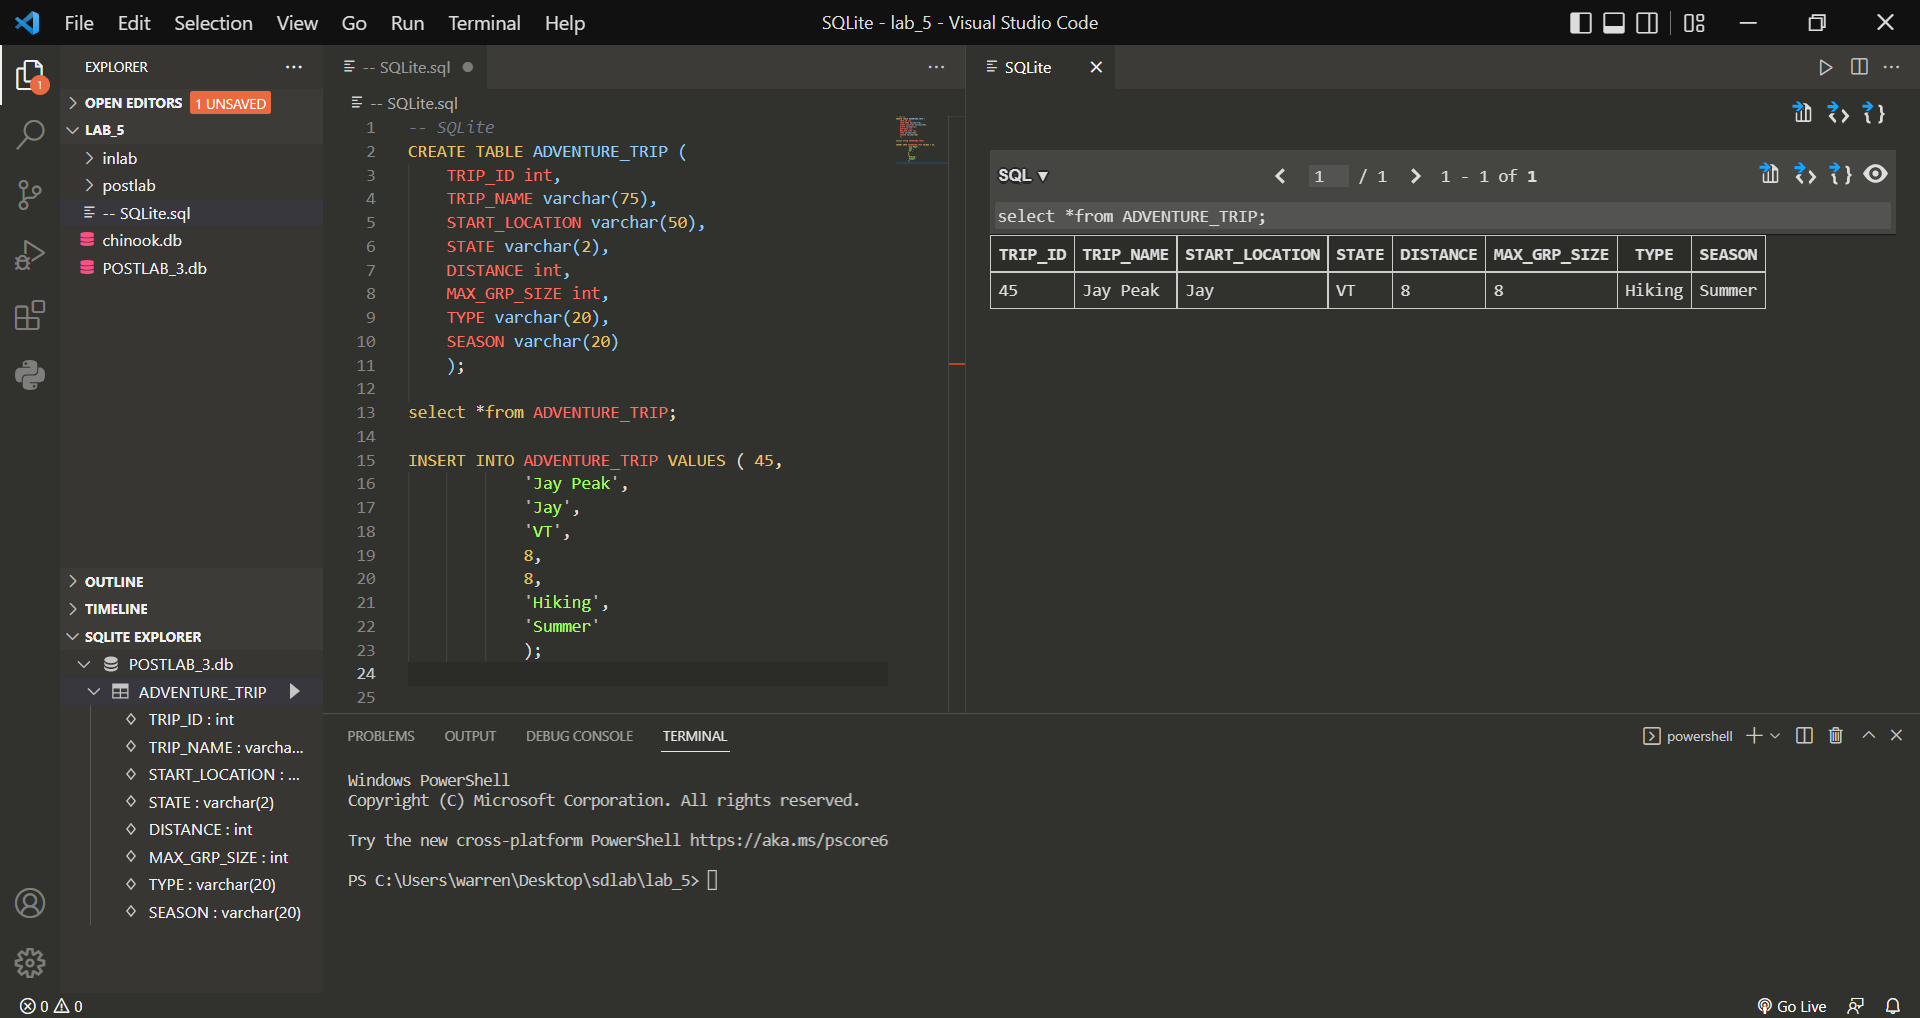 File Edit Selection View Go Run Terminal Help
SQLite - lab_5 - Visual Studio Code
EXPLORER
1
OPEN EDITORS 1 UNSAVED
LAB_5
inlab
postlab
-- SQLite.sql
chinook.db
POSTLAB_3.db
OUTLINE
TIMELINE
SQLITE EXPLORER
POSTLAB_3.db
ADVENTURE_TRIP
TRIP_ID : int
TRIP_NAME : varcha...
START_LOCATION : ...
STATE : varchar(2)
DISTANCE : int
MAX_GRP_SIZE : int
TYPE : varchar(20)
SEASON : varchar(20)
-- SQLite.sql
-- SQLite.sql
1 -- SQLite
2 CREATE TABLE ADVENTURE_TRIP (
3 TRIP_ID int,
4 TRIP_NAME varchar(75),
5 START_LOCATION varchar(50),
6 STATE varchar(2),
7 DISTANCE int,
8 MAX_GRP_SIZE int,
9 TYPE varchar(20),
10 SEASON varchar(20)
11 );
12
13 select *from ADVENTURE_TRIP;
14
15 INSERT INTO ADVENTURE_TRIP VALUES ( 45,
16 'Jay Peak',
17 'Jay',
18 'VT',
19 8,
20 8,
21 'Hiking',
22 'Summer'
23 );
24
25
SQLite
SQL ▼ 1 / 1 1 - 1 of 1
select *from ADVENTURE_TRIP;
TRIP_ID TRIP_NAME START_LOCATION STATE DISTANCE MAX_GRP_SIZE TYPE SEASON
45 Jay Peak Jay VT 8 8 Hiking Summer
PROBLEMS OUTPUT DEBUG CONSOLE TERMINAL
powershell
Windows PowerShell
Copyright (C) Microsoft Corporation. All rights reserved.
Try the new cross-platform PowerShell https://aka.ms/pscore6
PS C:\Users\warren\Desktop\sdlab\lab_5>
0 0
Go Live